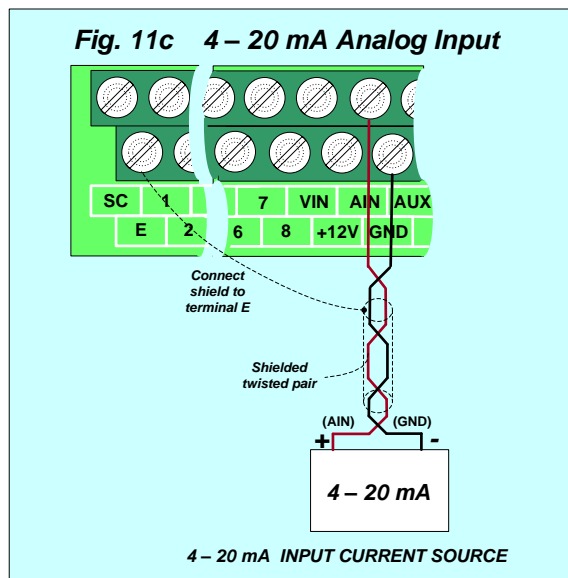 Fig. 11c 4 – 20 mA Analog Input
SC 1 7 VIN AIN AUX
E 2 6 8 +12V GND
Connect
shield to
terminal E
Shielded
twisted pair
(AIN) (GND)
+ -
4 – 20 mA
4 – 20 mA INPUT CURRENT SOURCE